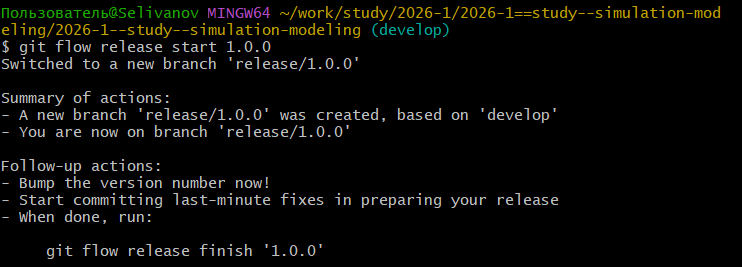 Пользователь@Selivanov MINGW64 ~/work/study/2026-1/2026-1==study--simulation-mod
eling/2026-1--study--simulation-modeling (develop)
$ git flow release start 1.0.0
Switched to a new branch 'release/1.0.0'
Summary of actions:
- A new branch 'release/1.0.0' was created, based on 'develop'
- You are now on branch 'release/1.0.0'
Follow-up actions:
- Bump the version number now!
- Start committing last-minute fixes in preparing your release
- When done, run:
git flow release finish '1.0.0'